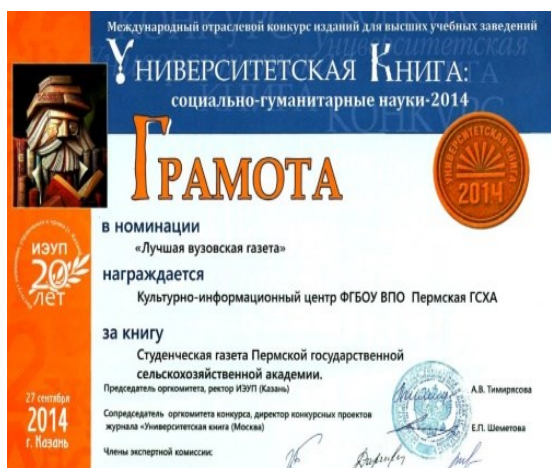 Международный отраслевой конкурс изданий для высших учебных заведений
Университетская Книга:
социально-гуманитарные науки-2014
Грамота
УНИВЕРСИТЕТСКАЯ КНИГА
2014
в номинации
«Лучшая вузовская газета»
награждается
Культурно-информационный центр ФГБОУ ВПО Пермская ГСХА
ИЭУП
20
лет
за книгу
Студенческая газета Пермской государственной
сельскохозяйственной академии.
Председатель оргкомитета, ректор ИЭУП (Казань) А.В. Тимирясова
Сопредседатель оргкомитета конкурса, директор конкурсных проектов
журнала «Университетская книга (Москва) Е.П. Шеметова
Члены экспертной комиссии:
27 сентября
2014
г. Казань